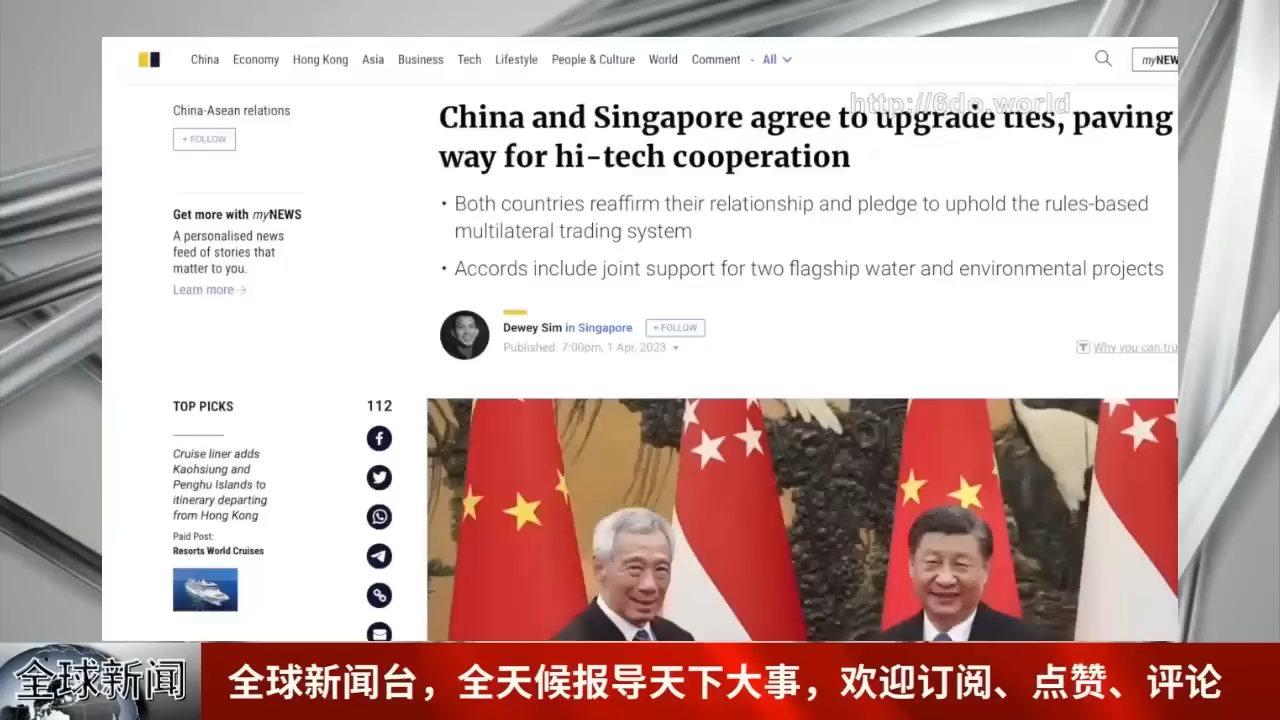 China Economy Hong Kong Asia Business Tech Lifestyle People & Culture World Comment - All
myNEW
http://6do.world
China-Asean relations
+ FOLLOW
China and Singapore agree to upgrade ties, paving
way for hi-tech cooperation
• Both countries reaffirm their relationship and pledge to uphold the rules-based
multilateral trading system
• Accords include joint support for two flagship water and environmental projects
Get more with myNEWS
A personalised news
feed of stories that
matter to you.
Learn more
Dewey Sim in Singapore
+ FOLLOW
Published: 7:00pm, 1 Apr, 2023
Why you can tru
TOP PICKS
112
Cruise liner adds
Kaohsiung and
Penghu Islands to
itinerary departing
from Hong Kong
Paid Post:
Resorts World Cruises
全球新闻
全球新闻台，全天候报导天下大事，欢迎订阅、点赞、评论